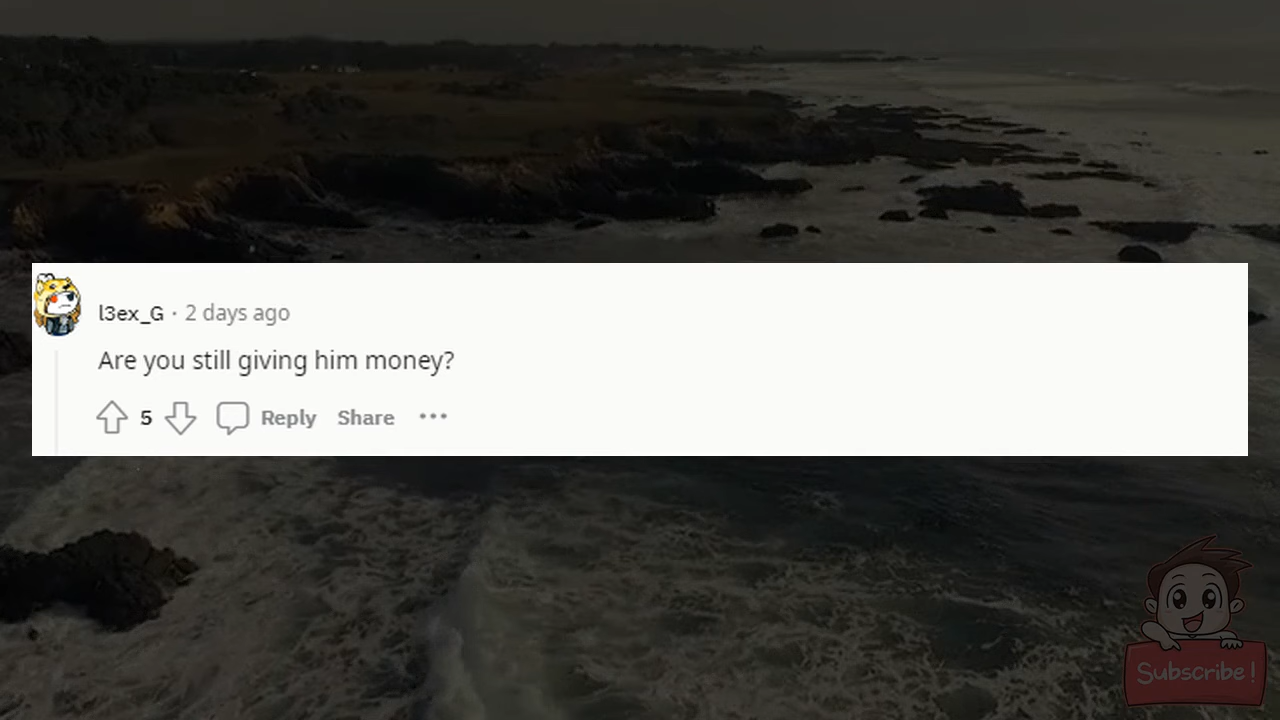 l3ex_G · 2 days ago
Are you still giving him money?
5 Reply Share •••
Subscribe!